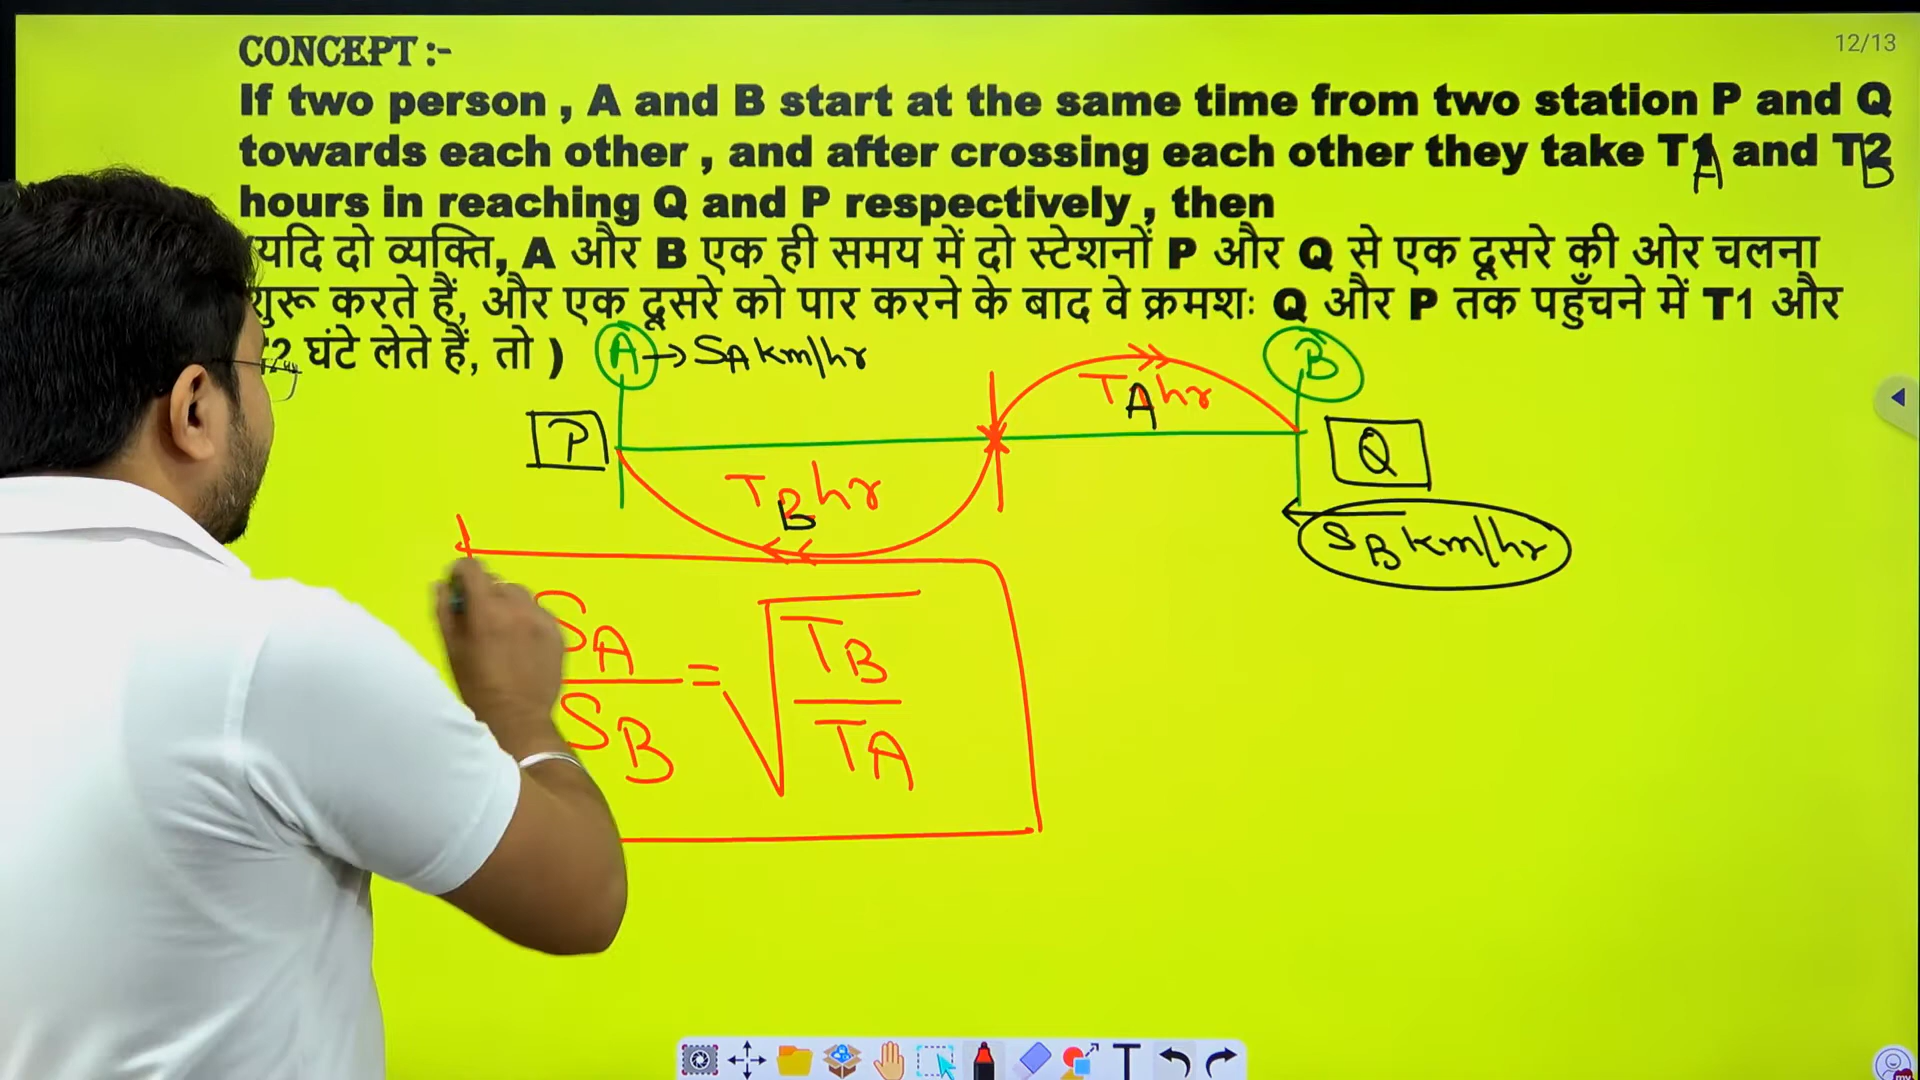 CONCEPT :-
12/13
If two person , A and B start at the same time from two station P and Q
towards each other , and after crossing each other they take T1 A and T2 B
hours in reaching Q and P respectively , then
यदि दो व्यक्ति, A और B एक ही समय में दो स्टेशनों P और Q से एक दूसरे की ओर चलना
शुरू करते हैं, और एक दूसरे को पार करने के बाद वे क्रमशः Q और P तक पहुँचने में T1 और
घंटे लेते हैं, तो )
A → SA km/hr
B
TA hr
P
Q
TB hr
SB km/hr
SA/SB = √TB/TA
T